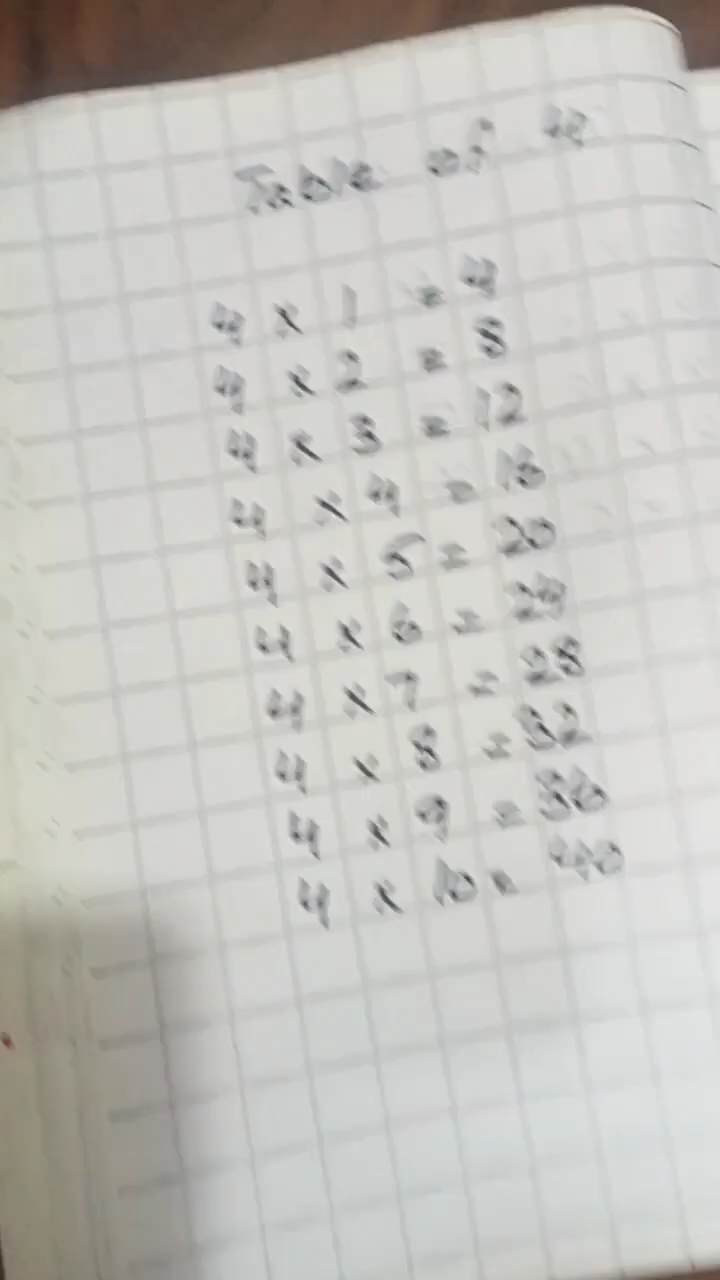 Table of 4
4 x 1 = 4
4 x 2 = 8
4 x 3 = 12
4 x 4 = 16
4 x 5 = 20
4 x 6 = 24
4 x 7 = 28
4 x 8 = 32
4 x 9 = 36
4 x 10 = 40